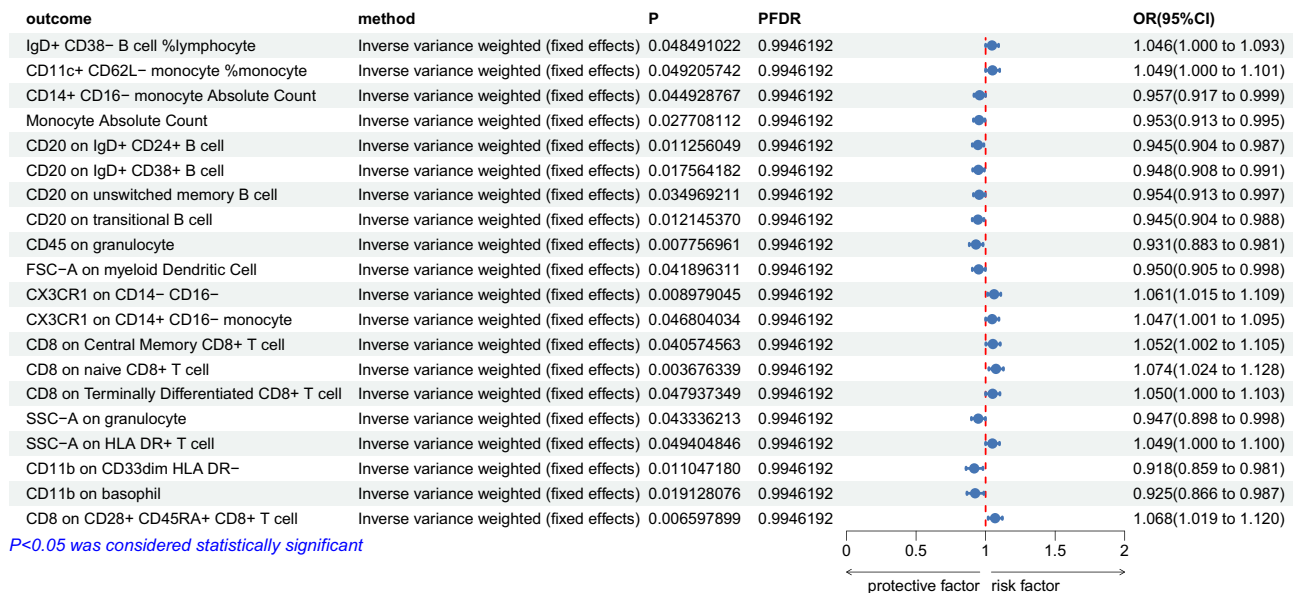 outcome method P PFDR OR(95%CI)
IgD+ CD38− B cell %lymphocyte Inverse variance weighted (fixed effects) 0.048491022 0.9946192 1.046(1.000 to 1.093)
CD11c+ CD62L− monocyte %monocyte Inverse variance weighted (fixed effects) 0.049205742 0.9946192 1.049(1.000 to 1.101)
CD14+ CD16− monocyte Absolute Count Inverse variance weighted (fixed effects) 0.044928767 0.9946192 0.957(0.917 to 0.999)
Monocyte Absolute Count Inverse variance weighted (fixed effects) 0.027708112 0.9946192 0.953(0.913 to 0.995)
CD20 on IgD+ CD24+ B cell Inverse variance weighted (fixed effects) 0.011256049 0.9946192 0.945(0.904 to 0.987)
CD20 on IgD+ CD38+ B cell Inverse variance weighted (fixed effects) 0.017564182 0.9946192 0.948(0.908 to 0.991)
CD20 on unswitched memory B cell Inverse variance weighted (fixed effects) 0.034969211 0.9946192 0.954(0.913 to 0.997)
CD20 on transitional B cell Inverse variance weighted (fixed effects) 0.012145370 0.9946192 0.945(0.904 to 0.988)
CD45 on granulocyte Inverse variance weighted (fixed effects) 0.007756961 0.9946192 0.931(0.883 to 0.981)
FSC−A on myeloid Dendritic Cell Inverse variance weighted (fixed effects) 0.041896311 0.9946192 0.950(0.905 to 0.998)
CX3CR1 on CD14− CD16− Inverse variance weighted (fixed effects) 0.008979045 0.9946192 1.061(1.015 to 1.109)
CX3CR1 on CD14+ CD16− monocyte Inverse variance weighted (fixed effects) 0.046804034 0.9946192 1.047(1.001 to 1.095)
CD8 on Central Memory CD8+ T cell Inverse variance weighted (fixed effects) 0.040574563 0.9946192 1.052(1.002 to 1.105)
CD8 on naive CD8+ T cell Inverse variance weighted (fixed effects) 0.003676339 0.9946192 1.074(1.024 to 1.128)
CD8 on Terminally Differentiated CD8+ T cell Inverse variance weighted (fixed effects) 0.047937349 0.9946192 1.050(1.000 to 1.103)
SSC−A on granulocyte Inverse variance weighted (fixed effects) 0.043336213 0.9946192 0.947(0.898 to 0.998)
SSC−A on HLA DR+ T cell Inverse variance weighted (fixed effects) 0.049404846 0.9946192 1.049(1.000 to 1.100)
CD11b on CD33dim HLA DR− Inverse variance weighted (fixed effects) 0.011047180 0.9946192 0.918(0.859 to 0.981)
CD11b on basophil Inverse variance weighted (fixed effects) 0.019128076 0.9946192 0.925(0.866 to 0.987)
CD8 on CD28+ CD45RA+ CD8+ T cell Inverse variance weighted (fixed effects) 0.006597899 0.9946192 1.068(1.019 to 1.120)
P<0.05 was considered statistically significant
0 0.5 1 1.5 2
protective factor risk factor